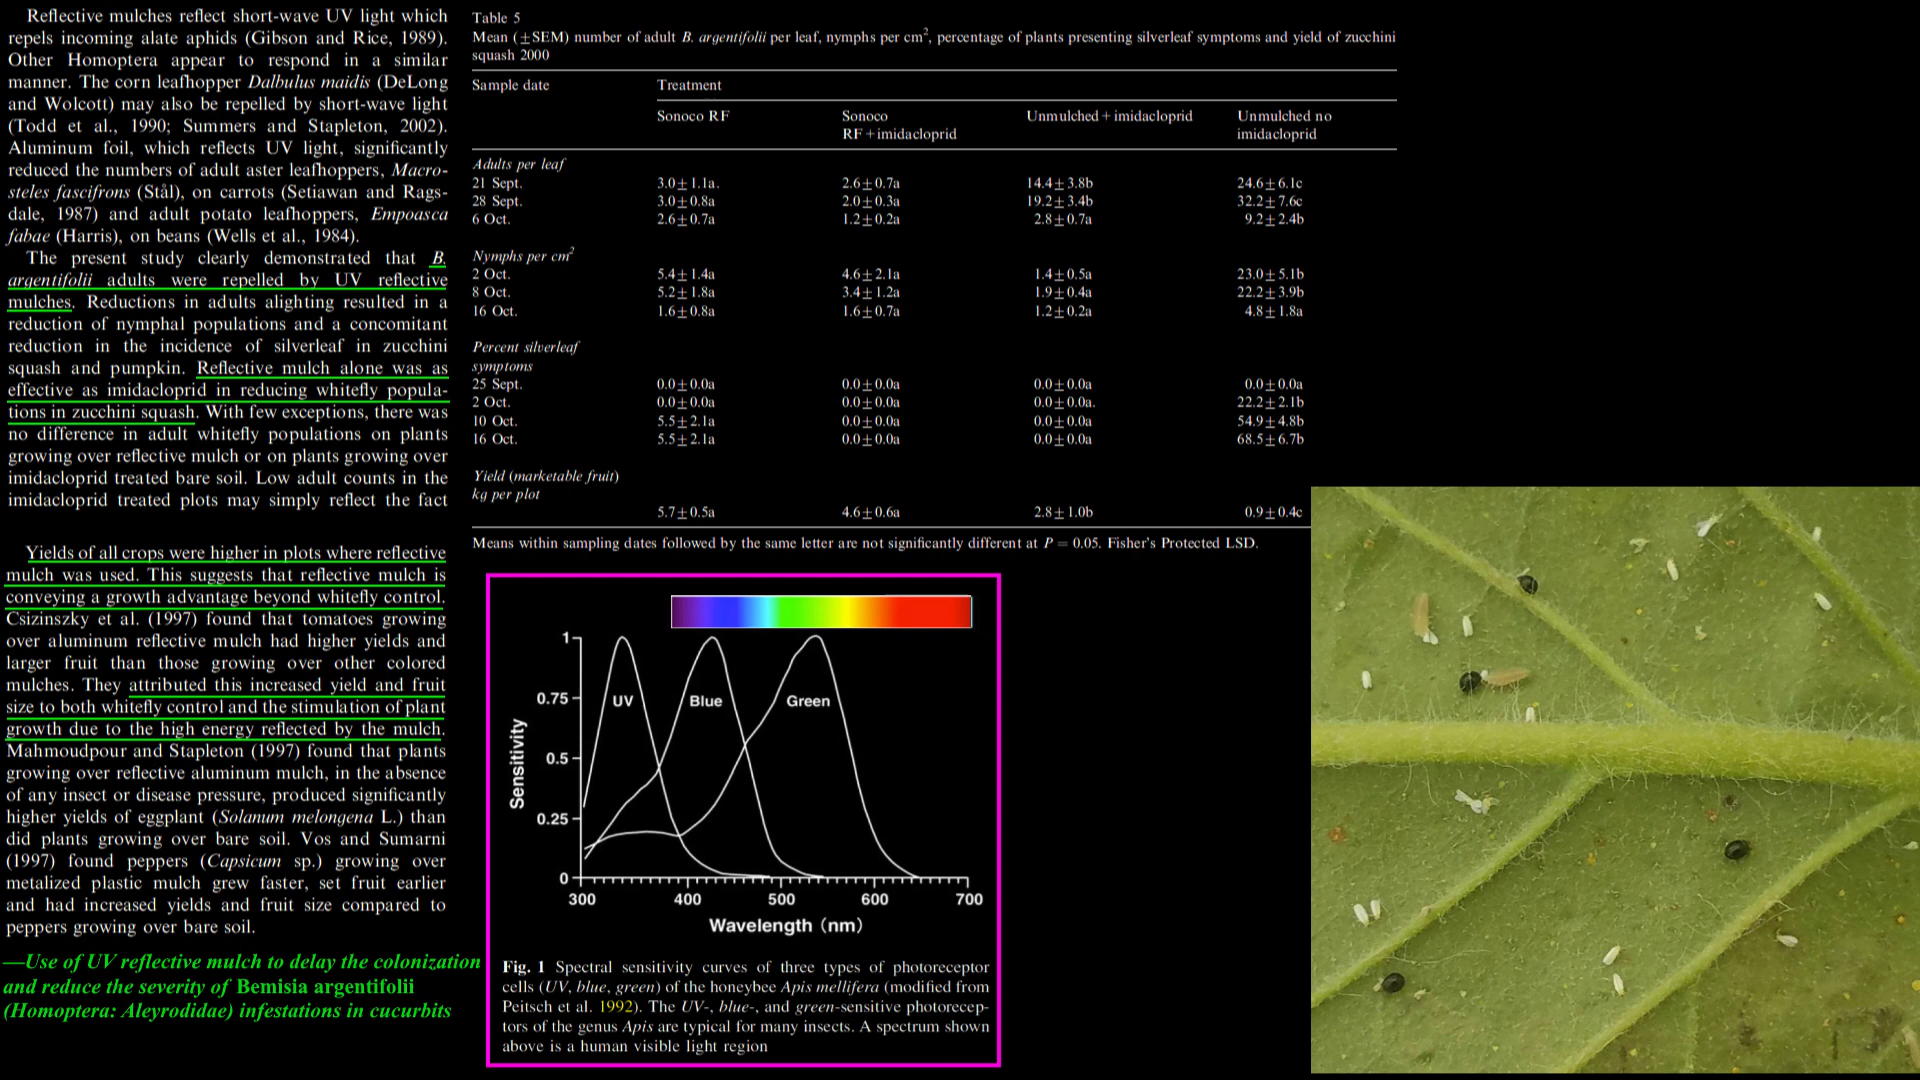 Reflective mulches reflect short-wave UV light which
repels incoming alate aphids (Gibson and Rice, 1989).
Other Homoptera appear to respond in a similar
manner. The corn leafhopper Dalbulus maidis (DeLong
and Wolcott) may also be repelled by short-wave light
(Todd et al., 1990; Summers and Stapleton, 2002).
Aluminum foil, which reflects UV light, significantly
reduced the numbers of adult aster leafhoppers, Macro-
steles fascifrons (Stål), on carrots (Setiawan and Rags-
dale, 1987) and adult potato leafhoppers, Empoasca
fabae (Harris), on beans (Wells et al., 1984).
The present study clearly demonstrated that B.
argentifolii adults were repelled by UV reflective
mulches. Reductions in adults alighting resulted in a
reduction of nymphal populations and a concomitant
reduction in the incidence of silverleaf in zucchini
squash and pumpkin. Reflective mulch alone was as
effective as imidacloprid in reducing whitefly popula-
tions in zucchini squash. With few exceptions, there was
no difference in adult whitefly populations on plants
growing over reflective mulch or on plants growing over
imidacloprid treated bare soil. Low adult counts in the
imidacloprid treated plots may simply reflect the fact
Yields of all crops were higher in plots where reflective
mulch was used. This suggests that reflective mulch is
conveying a growth advantage beyond whitefly control.
Csizinszky et al. (1997) found that tomatoes growing
over aluminum reflective mulch had higher yields and
larger fruit than those growing over other colored
mulches. They attributed this increased yield and fruit
size to both whitefly control and the stimulation of plant
growth due to the high energy reflected by the mulch.
Mahmoudpour and Stapleton (1997) found that plants
growing over reflective aluminum mulch, in the absence
of any insect or disease pressure, produced significantly
higher yields of eggplant (Solanum melongena L.) than
did plants growing over bare soil. Vos and Sumarni
(1997) found peppers (Capsicum sp.) growing over
metalized plastic mulch grew faster, set fruit earlier
and had increased yields and fruit size compared to
peppers growing over bare soil.
—Use of UV reflective mulch to delay the colonization
and reduce the severity of Bemisia argentifolii
(Homoptera: Aleyrodidae) infestations in cucurbits
Table 5
Mean (±SEM) number of adult B. argentifolii per leaf, nymphs per cm², percentage of plants presenting silverleaf symptoms and yield of zucchini
squash 2000
Sample date Treatment
Sonoco RF Sonoco Unmulched + imidacloprid Unmulched no
RF + imidacloprid imidacloprid
Adults per leaf
21 Sept. 3.0±1.1a. 2.6±0.7a 14.4±3.8b 24.6±6.1c
28 Sept. 3.0±0.8a 2.0±0.3a 19.2±3.4b 32.2±7.6c
6 Oct. 2.6±0.7a 1.2±0.2a 2.8±0.7a 9.2±2.4b
Nymphs per cm²
2 Oct. 5.4±1.4a 4.6±2.1a 1.4±0.5a 23.0±5.1b
8 Oct. 5.2±1.8a 3.4±1.2a 1.9±0.4a 22.2±3.9b
16 Oct. 1.6±0.8a 1.6±0.7a 1.2±0.2a 4.8±1.8a
Percent silverleaf
symptoms
25 Sept. 0.0±0.0a 0.0±0.0a 0.0±0.0a 0.0±0.0a
2 Oct. 0.0±0.0a 0.0±0.0a 0.0±0.0a. 22.2±2.1b
10 Oct. 5.5±2.1a 0.0±0.0a 0.0±0.0a 54.9±4.8b
16 Oct. 5.5±2.1a 0.0±0.0a 0.0±0.0a 68.5±6.7b
Yield (marketable fruit)
kg per plot
5.7±0.5a 4.6±0.6a 2.8±1.0b 0.9±0.4c
Means within sampling dates followed by the same letter are not significantly different at P = 0.05. Fisher's Protected LSD.
1
0.75
0.5
0.25
0
Sensitivity
UV Blue Green
300 400 500 600 700
Wavelength (nm)
Fig. 1 Spectral sensitivity curves of three types of photoreceptor
cells (UV, blue, green) of the honeybee Apis mellifera (modified from
Peitsch et al. 1992). The UV-, blue-, and green-sensitive photorecep-
tors of the genus Apis are typical for many insects. A spectrum shown
above is a human visible light region